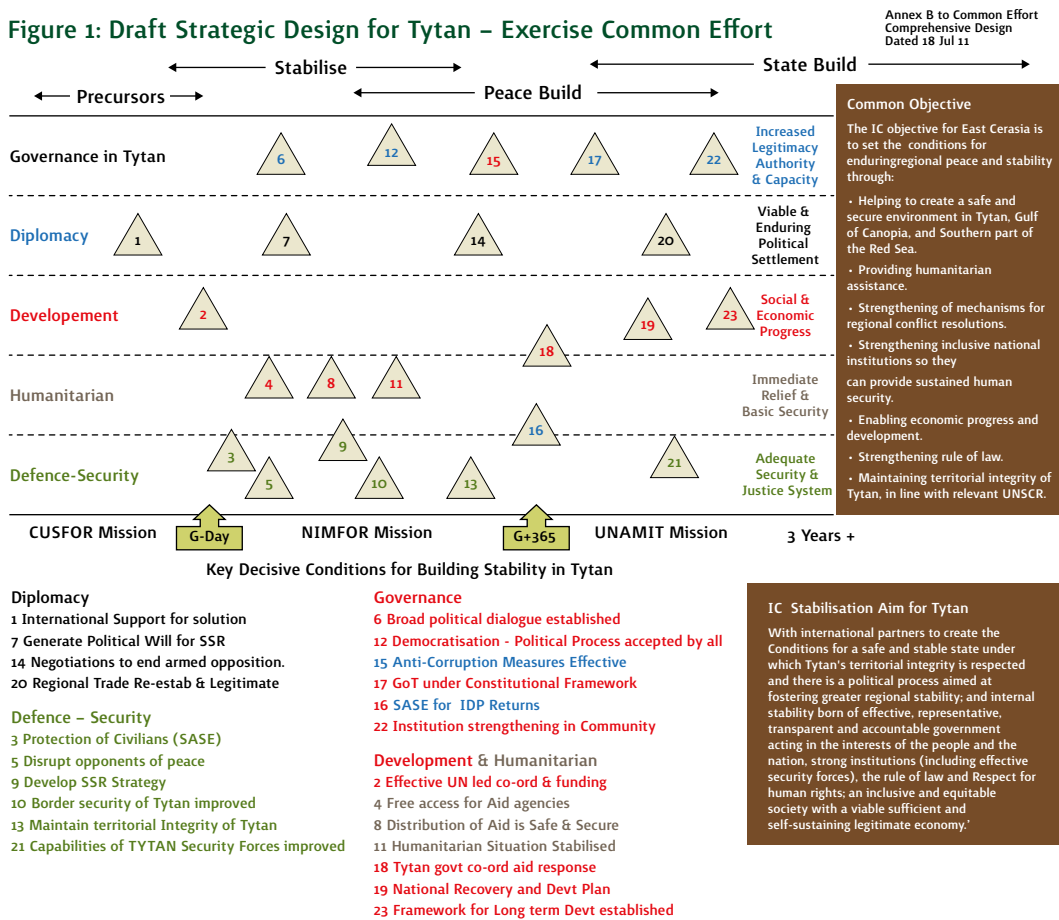 Figure 1: Draft Strategic Design for Tytan – Exercise Common Effort
Annex B to Common Effort
Comprehensive Design
Dated 18 Jul 11
Stabilise
State Build
Precursors
Peace Build
Governance in Tytan
6
12
15
17
22
Increased
Legitimacy
Authority
& Capacity
Diplomacy
1
7
14
20
Viable &
Enduring
Political
Settlement
Developement
2
18
19
23
Social &
Economic
Progress
Humanitarian
4
8
11
16
Immediate
Relief &
Basic Security
Defence-Security
3
5
9
10
13
21
Adequate
Security &
Justice System
CUSFOR Mission
G-Day
NIMFOR Mission
G+365
UNAMIT Mission
3 Years +
Common Objective
The IC objective for East Cerasia is
to set the conditions for
enduringregional peace and stability
through:
• Helping to create a safe and
secure environment in Tytan, Gulf
of Canopia, and Southern part of
the Red Sea.
• Providing humanitarian
assistance.
• Strengthening of mechanisms for
regional conflict resolutions.
• Strengthening inclusive national
institutions so they
can provide sustained human
security.
• Enabling economic progress and
development.
• Strengthening rule of law.
• Maintaining territorial integrity of
Tytan, in line with relevant UNSCR.
Key Decisive Conditions for Building Stability in Tytan
Diplomacy
1 International Support for solution
7 Generate Political Will for SSR
14 Negotiations to end armed opposition.
20 Regional Trade Re-estab & Legitimate
Defence – Security
3 Protection of Civilians (SASE)
5 Disrupt opponents of peace
9 Develop SSR Strategy
10 Border security of Tytan improved
13 Maintain territorial Integrity of Tytan
21 Capabilities of TYTAN Security Forces improved
Governance
6 Broad political dialogue established
12 Democratisation - Political Process accepted by all
15 Anti-Corruption Measures Effective
17 GoT under Constitutional Framework
16 SASE for IDP Returns
22 Institution strengthening in Community
Development & Humanitarian
2 Effective UN led co-ord & funding
4 Free access for Aid agencies
8 Distribution of Aid is Safe & Secure
11 Humanitarian Situation Stabilised
18 Tytan govt co-ord aid response
19 National Recovery and Devt Plan
23 Framework for Long term Devt established
IC Stabilisation Aim for Tytan
With international partners to create the
Conditions for a safe and stable state under
which Tytan's territorial integrity is respected
and there is a political process aimed at
fostering greater regional stability; and internal
stability born of effective, representative,
transparent and accountable government
acting in the interests of the people and the
nation, strong institutions (including effective
security forces), the rule of law and Respect for
human rights; an inclusive and equitable
society with a viable sufficient and
self-sustaining legitimate economy.'